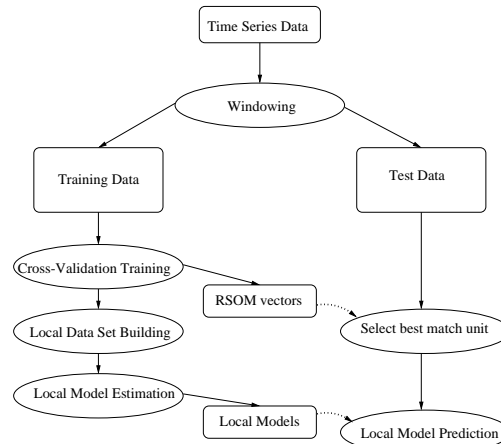 Time Series Data
Windowing
Training Data
Test Data
Cross-Validation Training
RSOM vectors
Local Data Set Building
Select best match unit
Local Model Estimation
Local Models
Local Model Prediction